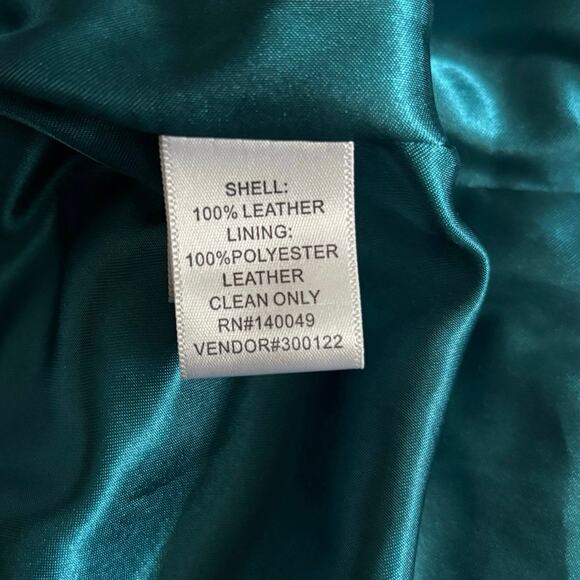 SHELL:
100% LEATHER
LINING:
100%POLYESTER
LEATHER
CLEAN ONLY
RN#140049
VENDOR#300122